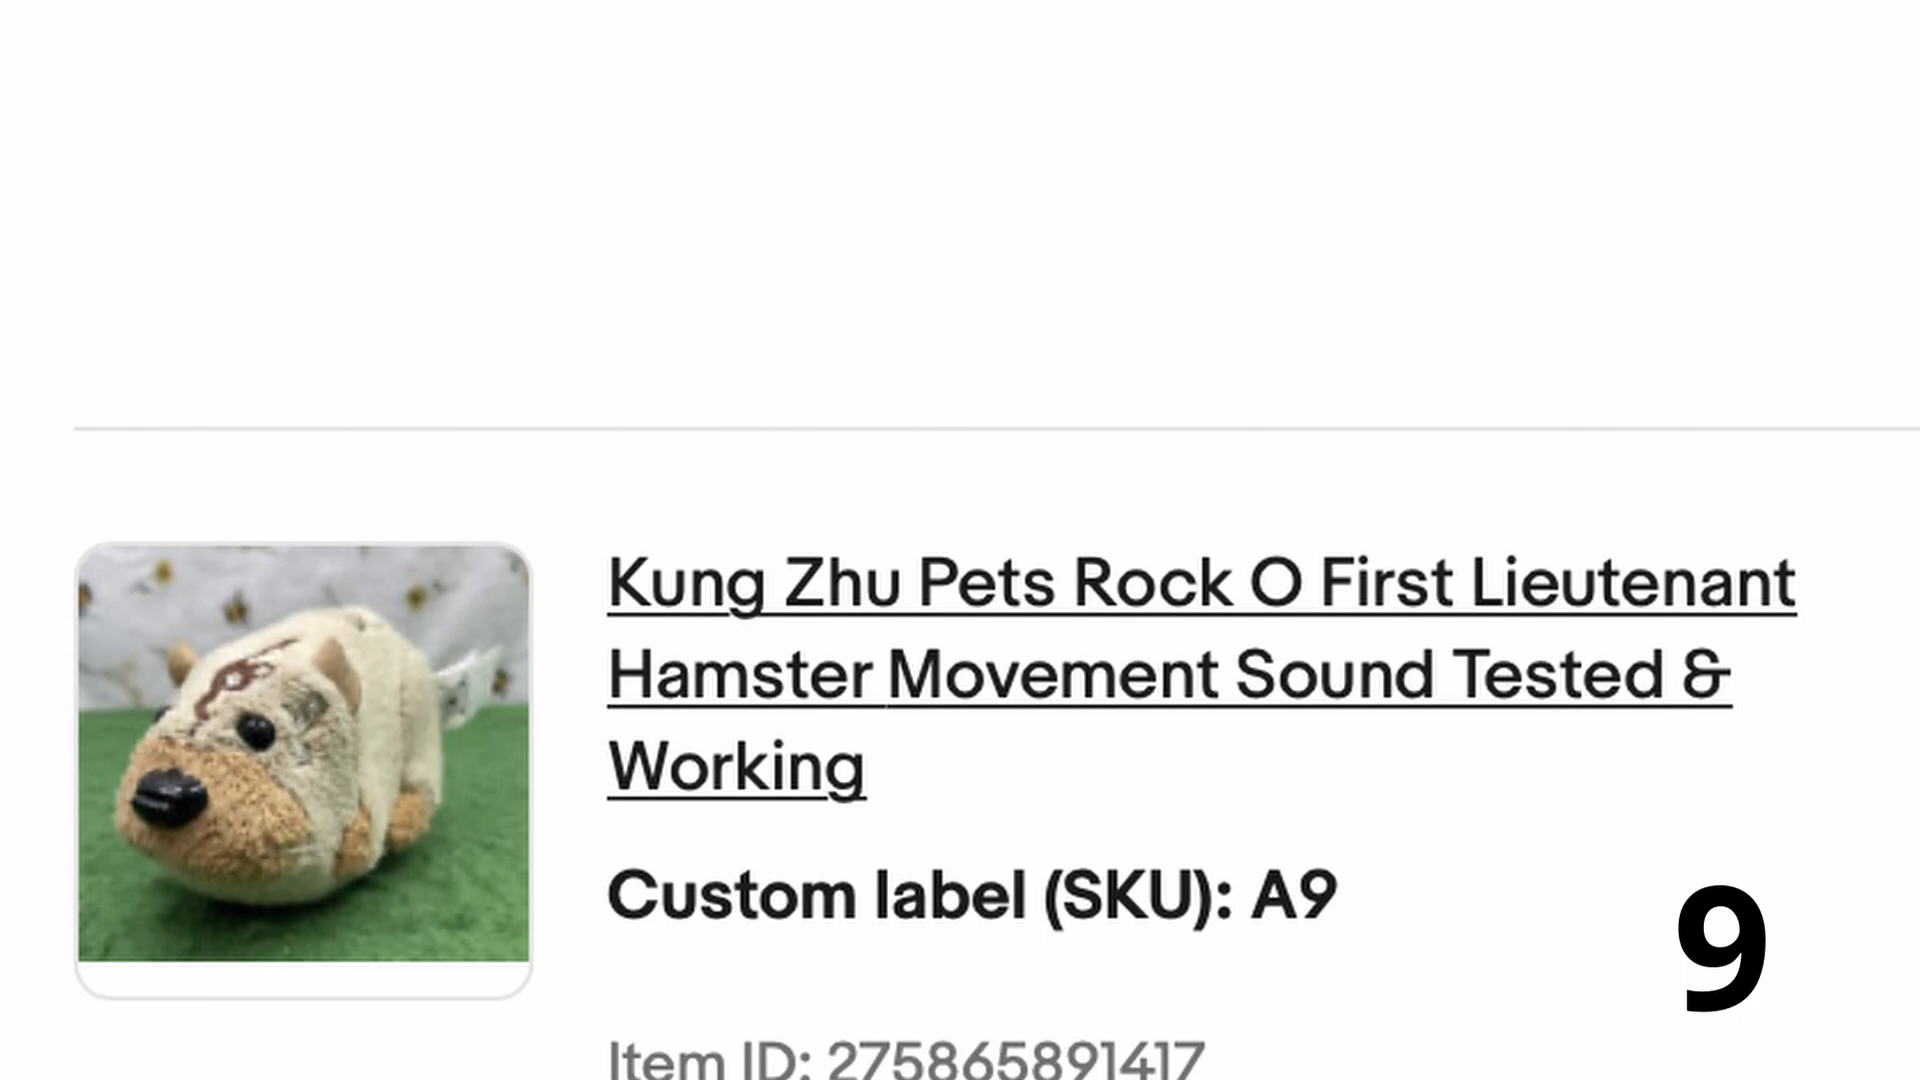 Kung Zhu Pets Rock O First Lieutenant
Hamster Movement Sound Tested &
Working
Custom label (SKU): A9
9
Item ID: 275865891417